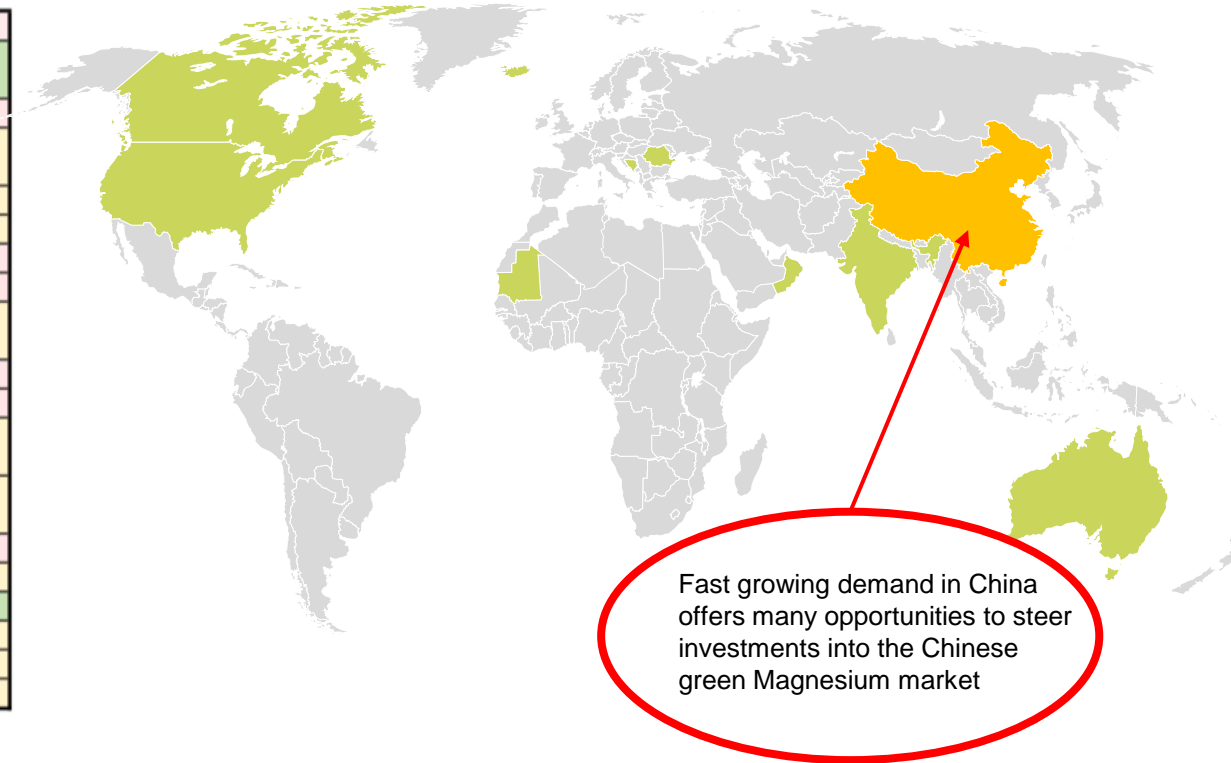 Fast growing demand in China
offers many opportunities to steer
investments into the Chinese
green Magnesium market